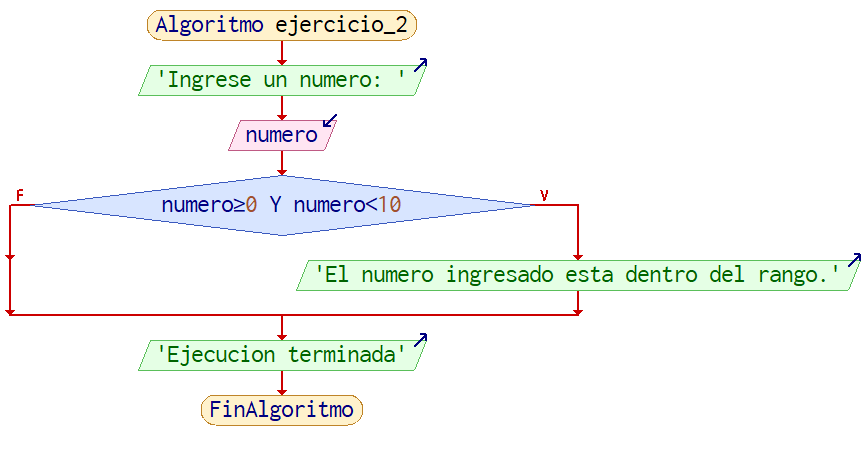 Algoritmo ejercicio_2
'Ingrese un numero: '
numero
F
V
numero≥0 Y numero<10
'El numero ingresado esta dentro del rango.'
'Ejecucion terminada'
FinAlgoritmo